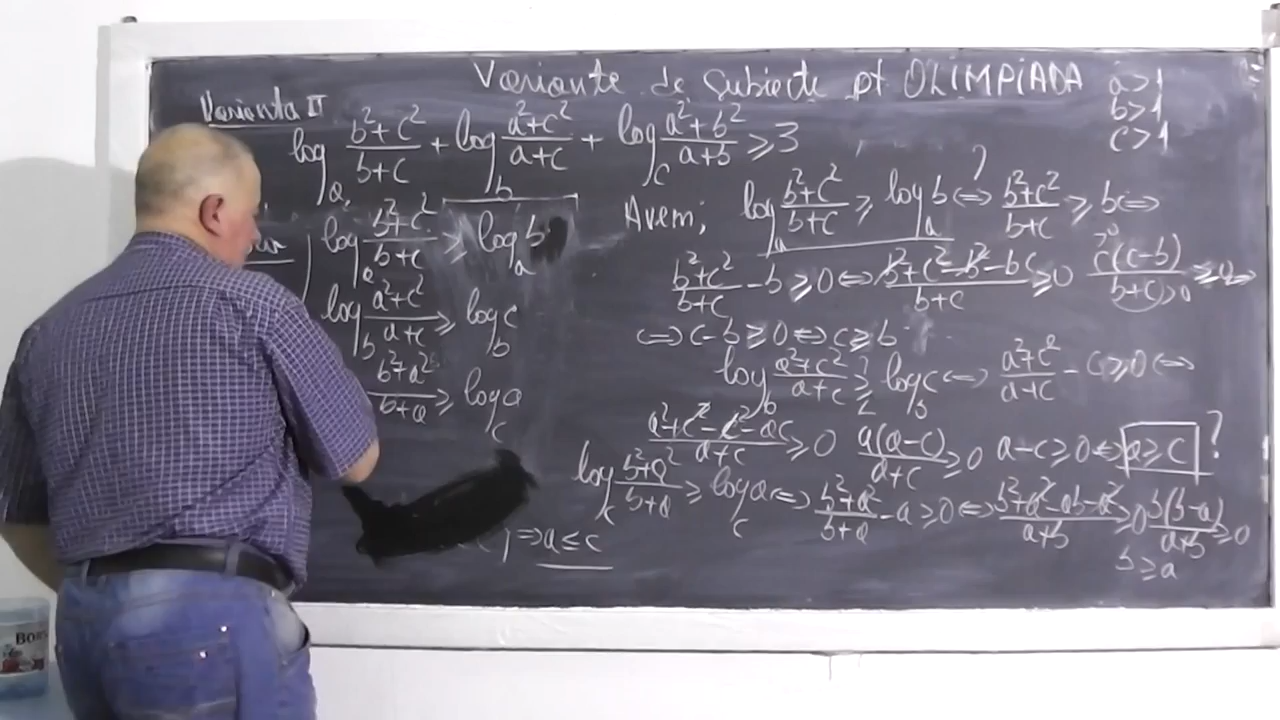 Variante de subiecte pt OLIMPIADA
a>1
b>1
c>1
Varianta II
log_a (b²+c²)/(b+c) + log_b (a²+c²)/(a+c) + log_c (a²+b²)/(a+b) ≥ 3
log_a (b²+c²)/(b+c) ≥ log_a b
log_b (a²+c²)/(a+c) ≥ log_b c
(b²+a²)/(b+a) ≥ log_c a
⇒ a ≤ c
Avem; log_a (b²+c²)/(b+c) ≥ log_a b ⇔ ? (b²+c²)/(b+c) ≥ b ⇔
(b²+c²)/(b+c) - b ≥ 0 ⇔ (b²+c²-b²-bc)/(b+c) ≥ 0 c(c-b)/(b+c) ≥ 0 ⇔
⇔ c-b ≥ 0 ⇔ c ≥ b
log_b (a²+c²)/(a+c) ≥ log_b c ⇔ (a²+c²)/(a+c) - c ≥ 0 ⇔
(a²+c²-c²-ac)/(a+c) ≥ 0 a(a-c)/(a+c) ≥ 0 a-c ≥ 0 ⇔ a ≥ c ?
log_c (b²+a²)/(b+a) ≥ log_c a ⇔ (b²+a²)/(b+a) - a ≥ 0 ⇔ (b²+a²-ab-a²)/(a+b) ≥ 0 b(b-a)/(a+b) ≥ 0
b ≥ a
BOR